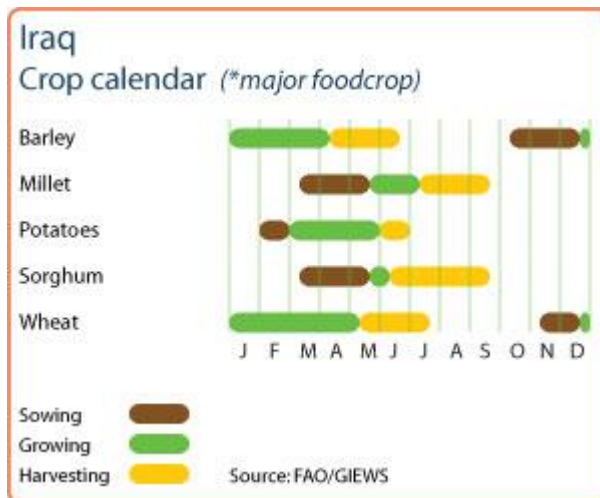 Iraq
Crop calendar (*major foodcrop)
Barley
Millet
Potatoes
Sorghum
Wheat
J F M A M J J A S O N D
Sowing
Growing
Harvesting Source: FAO/GIEWS